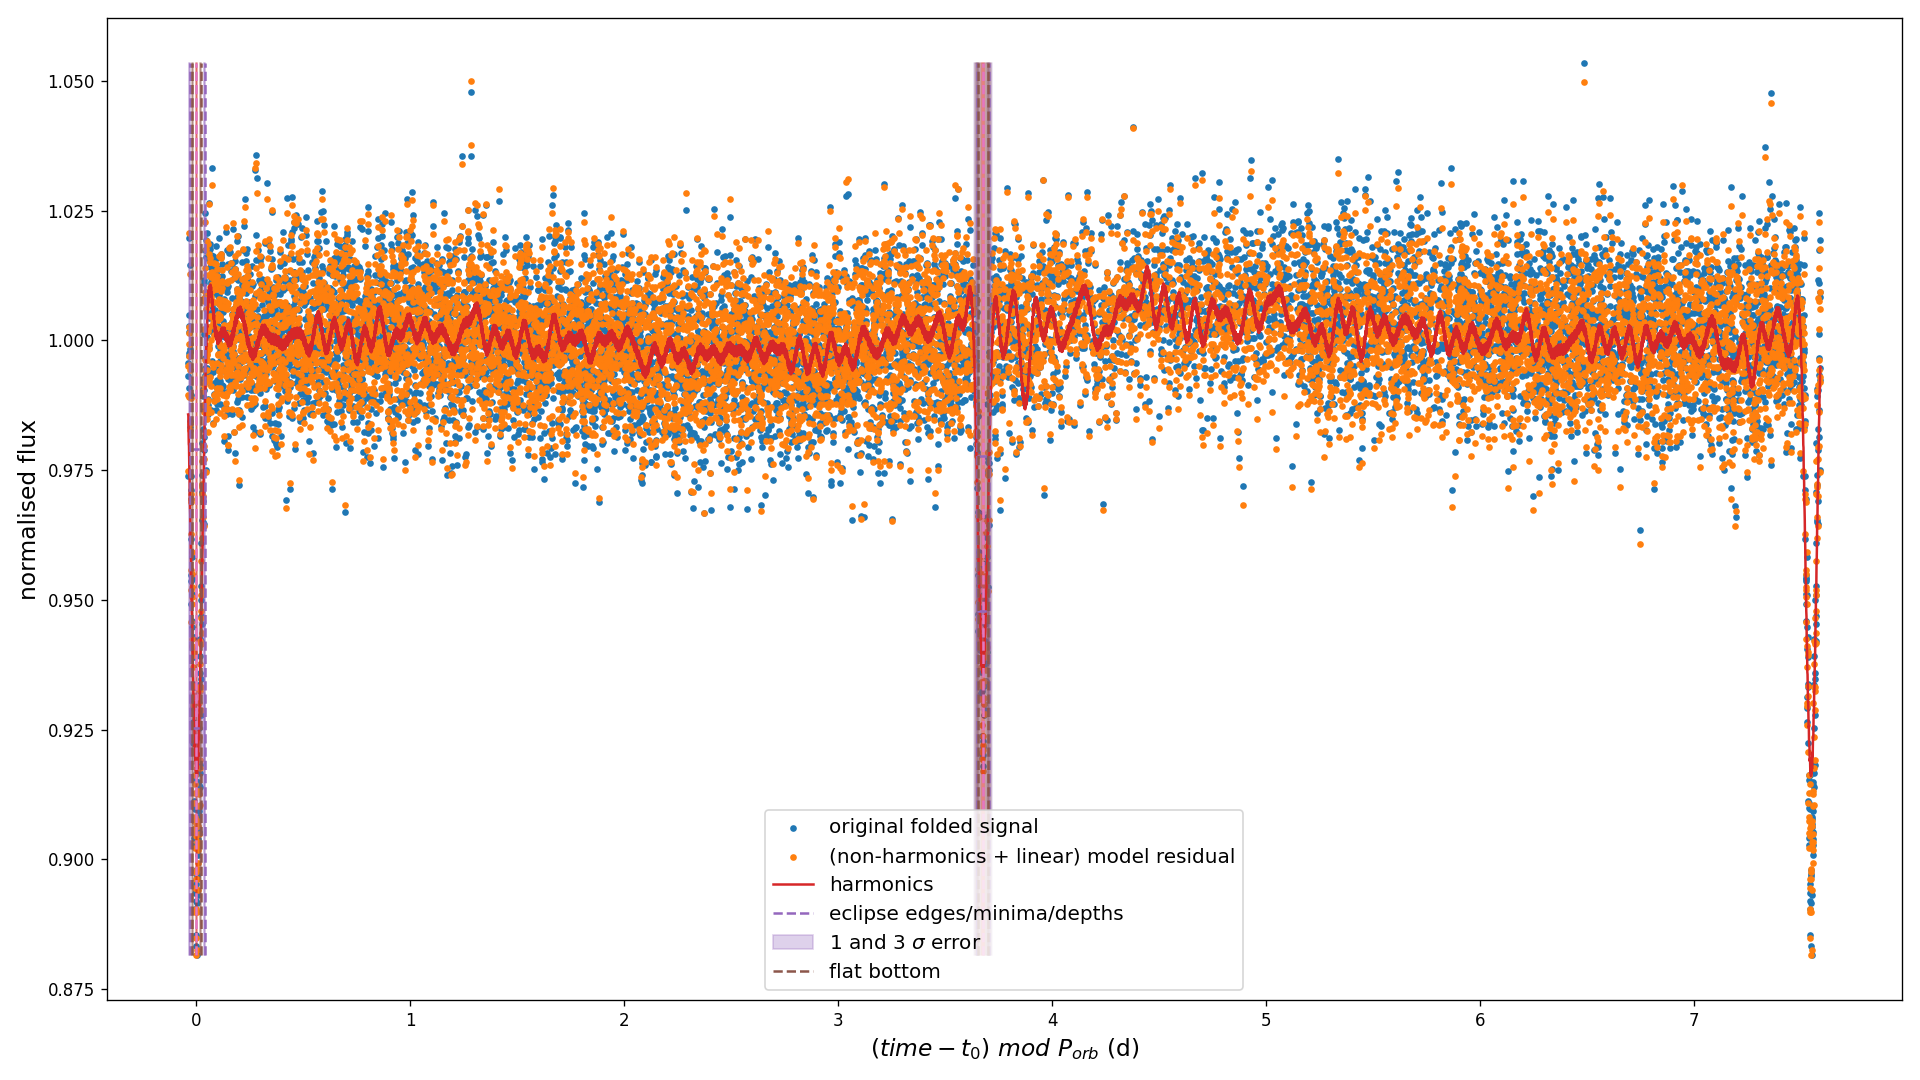 normalised flux
1.050
1.025
1.000
0.975
0.950
0.925
0.900
0.875
original folded signal
(non-harmonics + linear) model residual
harmonics
eclipse edges/minima/depths
1 and 3 σ error
flat bottom
0 1 2 3 4 5 6 7
(time − t₀) mod Pₒᵣb (d)